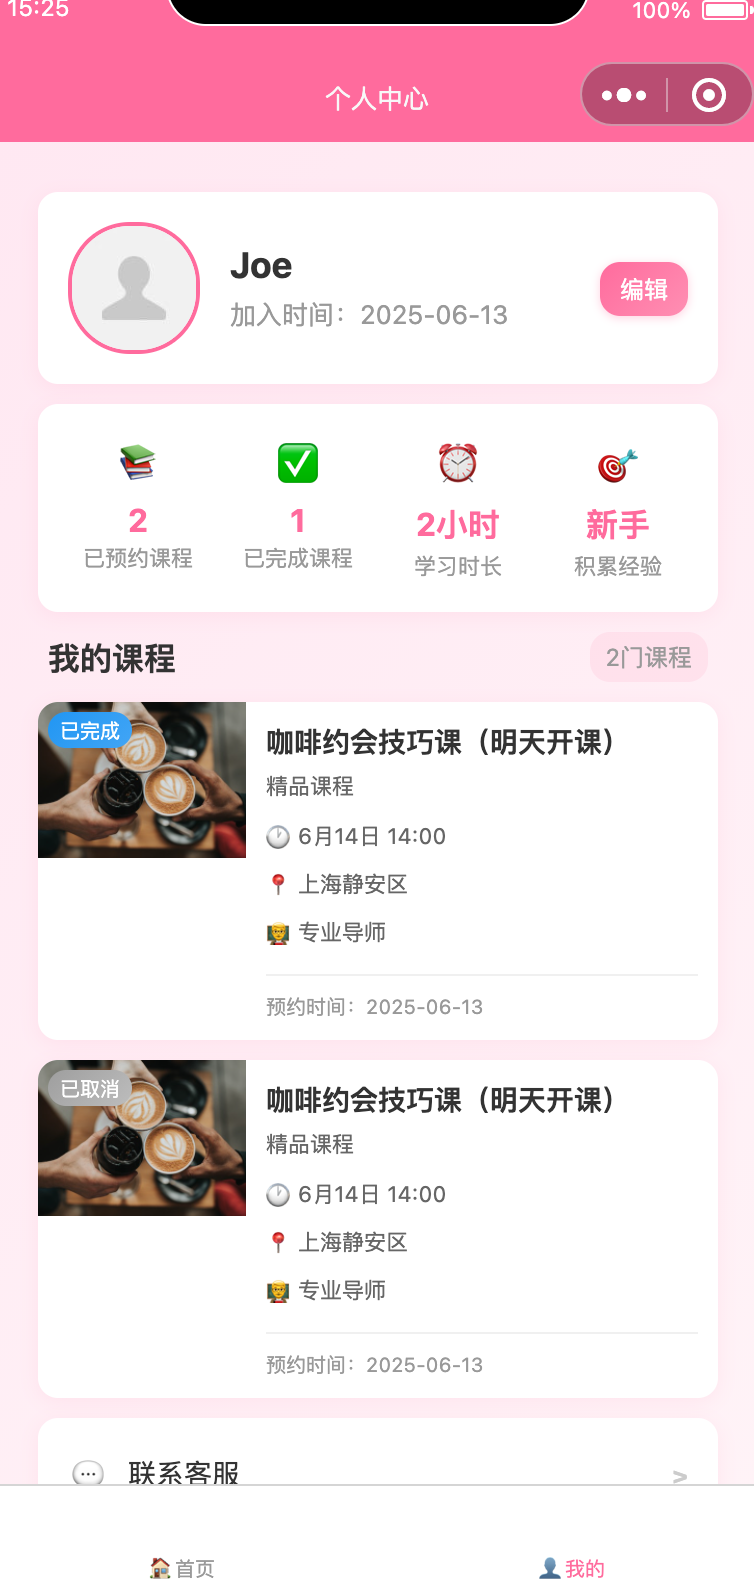 15:25
100%
个人中心
Joe
编辑
加入时间：2025-06-13
2
1
2小时
新手
已预约课程
已完成课程
学习时长
积累经验
我的课程
2门课程
已完成
咖啡约会技巧课（明天开课）
精品课程
6月14日 14:00
上海静安区
专业导师
预约时间：2025-06-13
已取消
咖啡约会技巧课（明天开课）
精品课程
6月14日 14:00
上海静安区
专业导师
预约时间：2025-06-13
联系客服
>
首页
我的